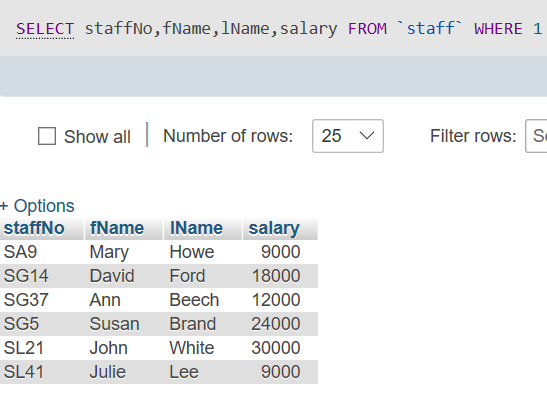 SELECT staffNo,fName,lName,salary FROM `staff` WHERE 1
Show all Number of rows: 25 Filter rows:
+ Options
staffNo fName lName salary
SA9 Mary Howe 9000
SG14 David Ford 18000
SG37 Ann Beech 12000
SG5 Susan Brand 24000
SL21 John White 30000
SL41 Julie Lee 9000